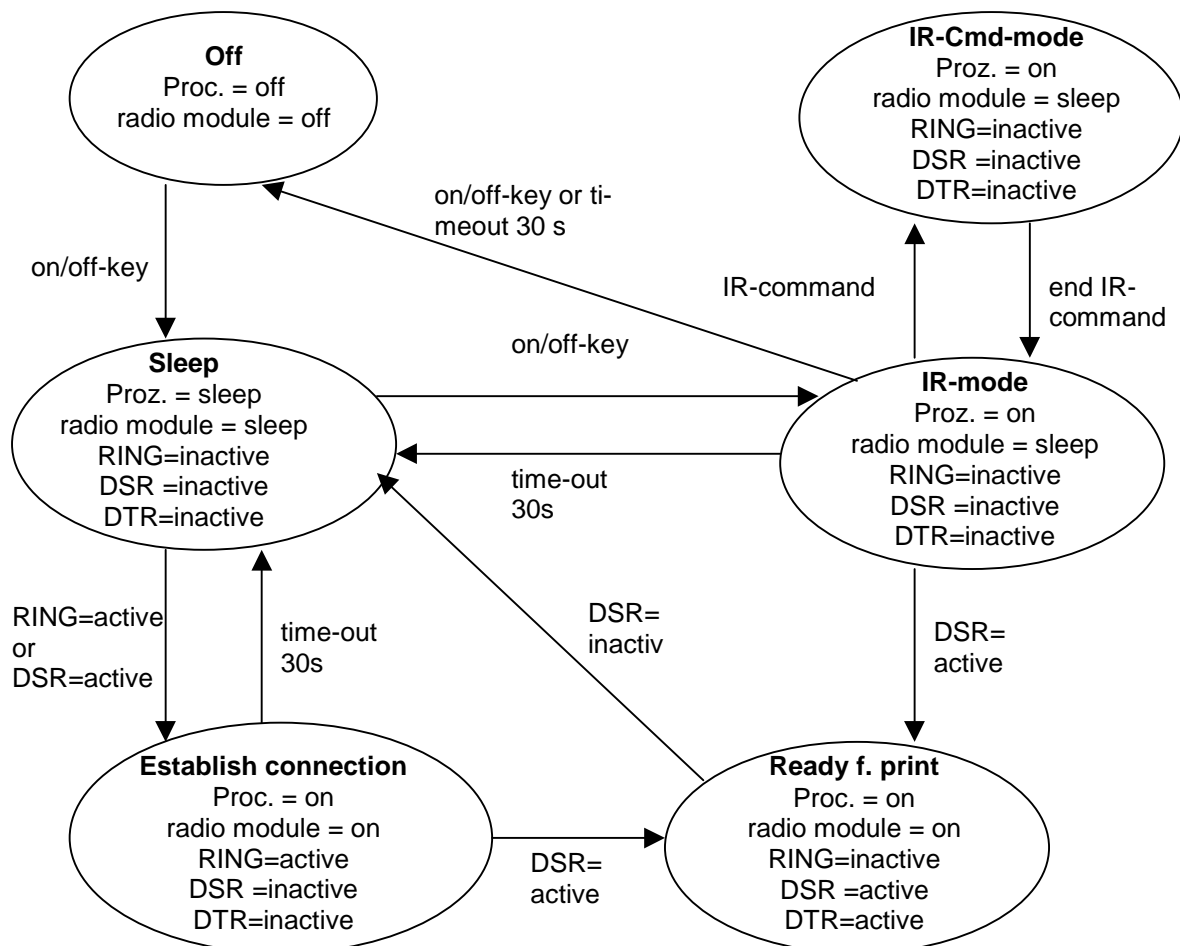 Off
Proc. = off
radio module = off
IR-Cmd-mode
Proz. = on
radio module = sleep
RING=inactive
DSR =inactive
DTR=inactive
on/off-key or ti-
meout 30 s
on/off-key
IR-command
end IR-
command
on/off-key
Sleep
Proz. = sleep
radio module = sleep
RING=inactive
DSR =inactive
DTR=inactive
IR-mode
Proz. = on
radio module = sleep
RING=inactive
DSR =inactive
DTR=inactive
time-out
30s
RING=active
or
DSR=active
time-out
30s
DSR=
inactiv
DSR=
active
Establish connection
Proc. = on
radio module = on
RING=active
DSR =inactive
DTR=inactive
DSR=
active
Ready f. print
Proc. = on
radio module = on
RING=inactive
DSR =active
DTR=active